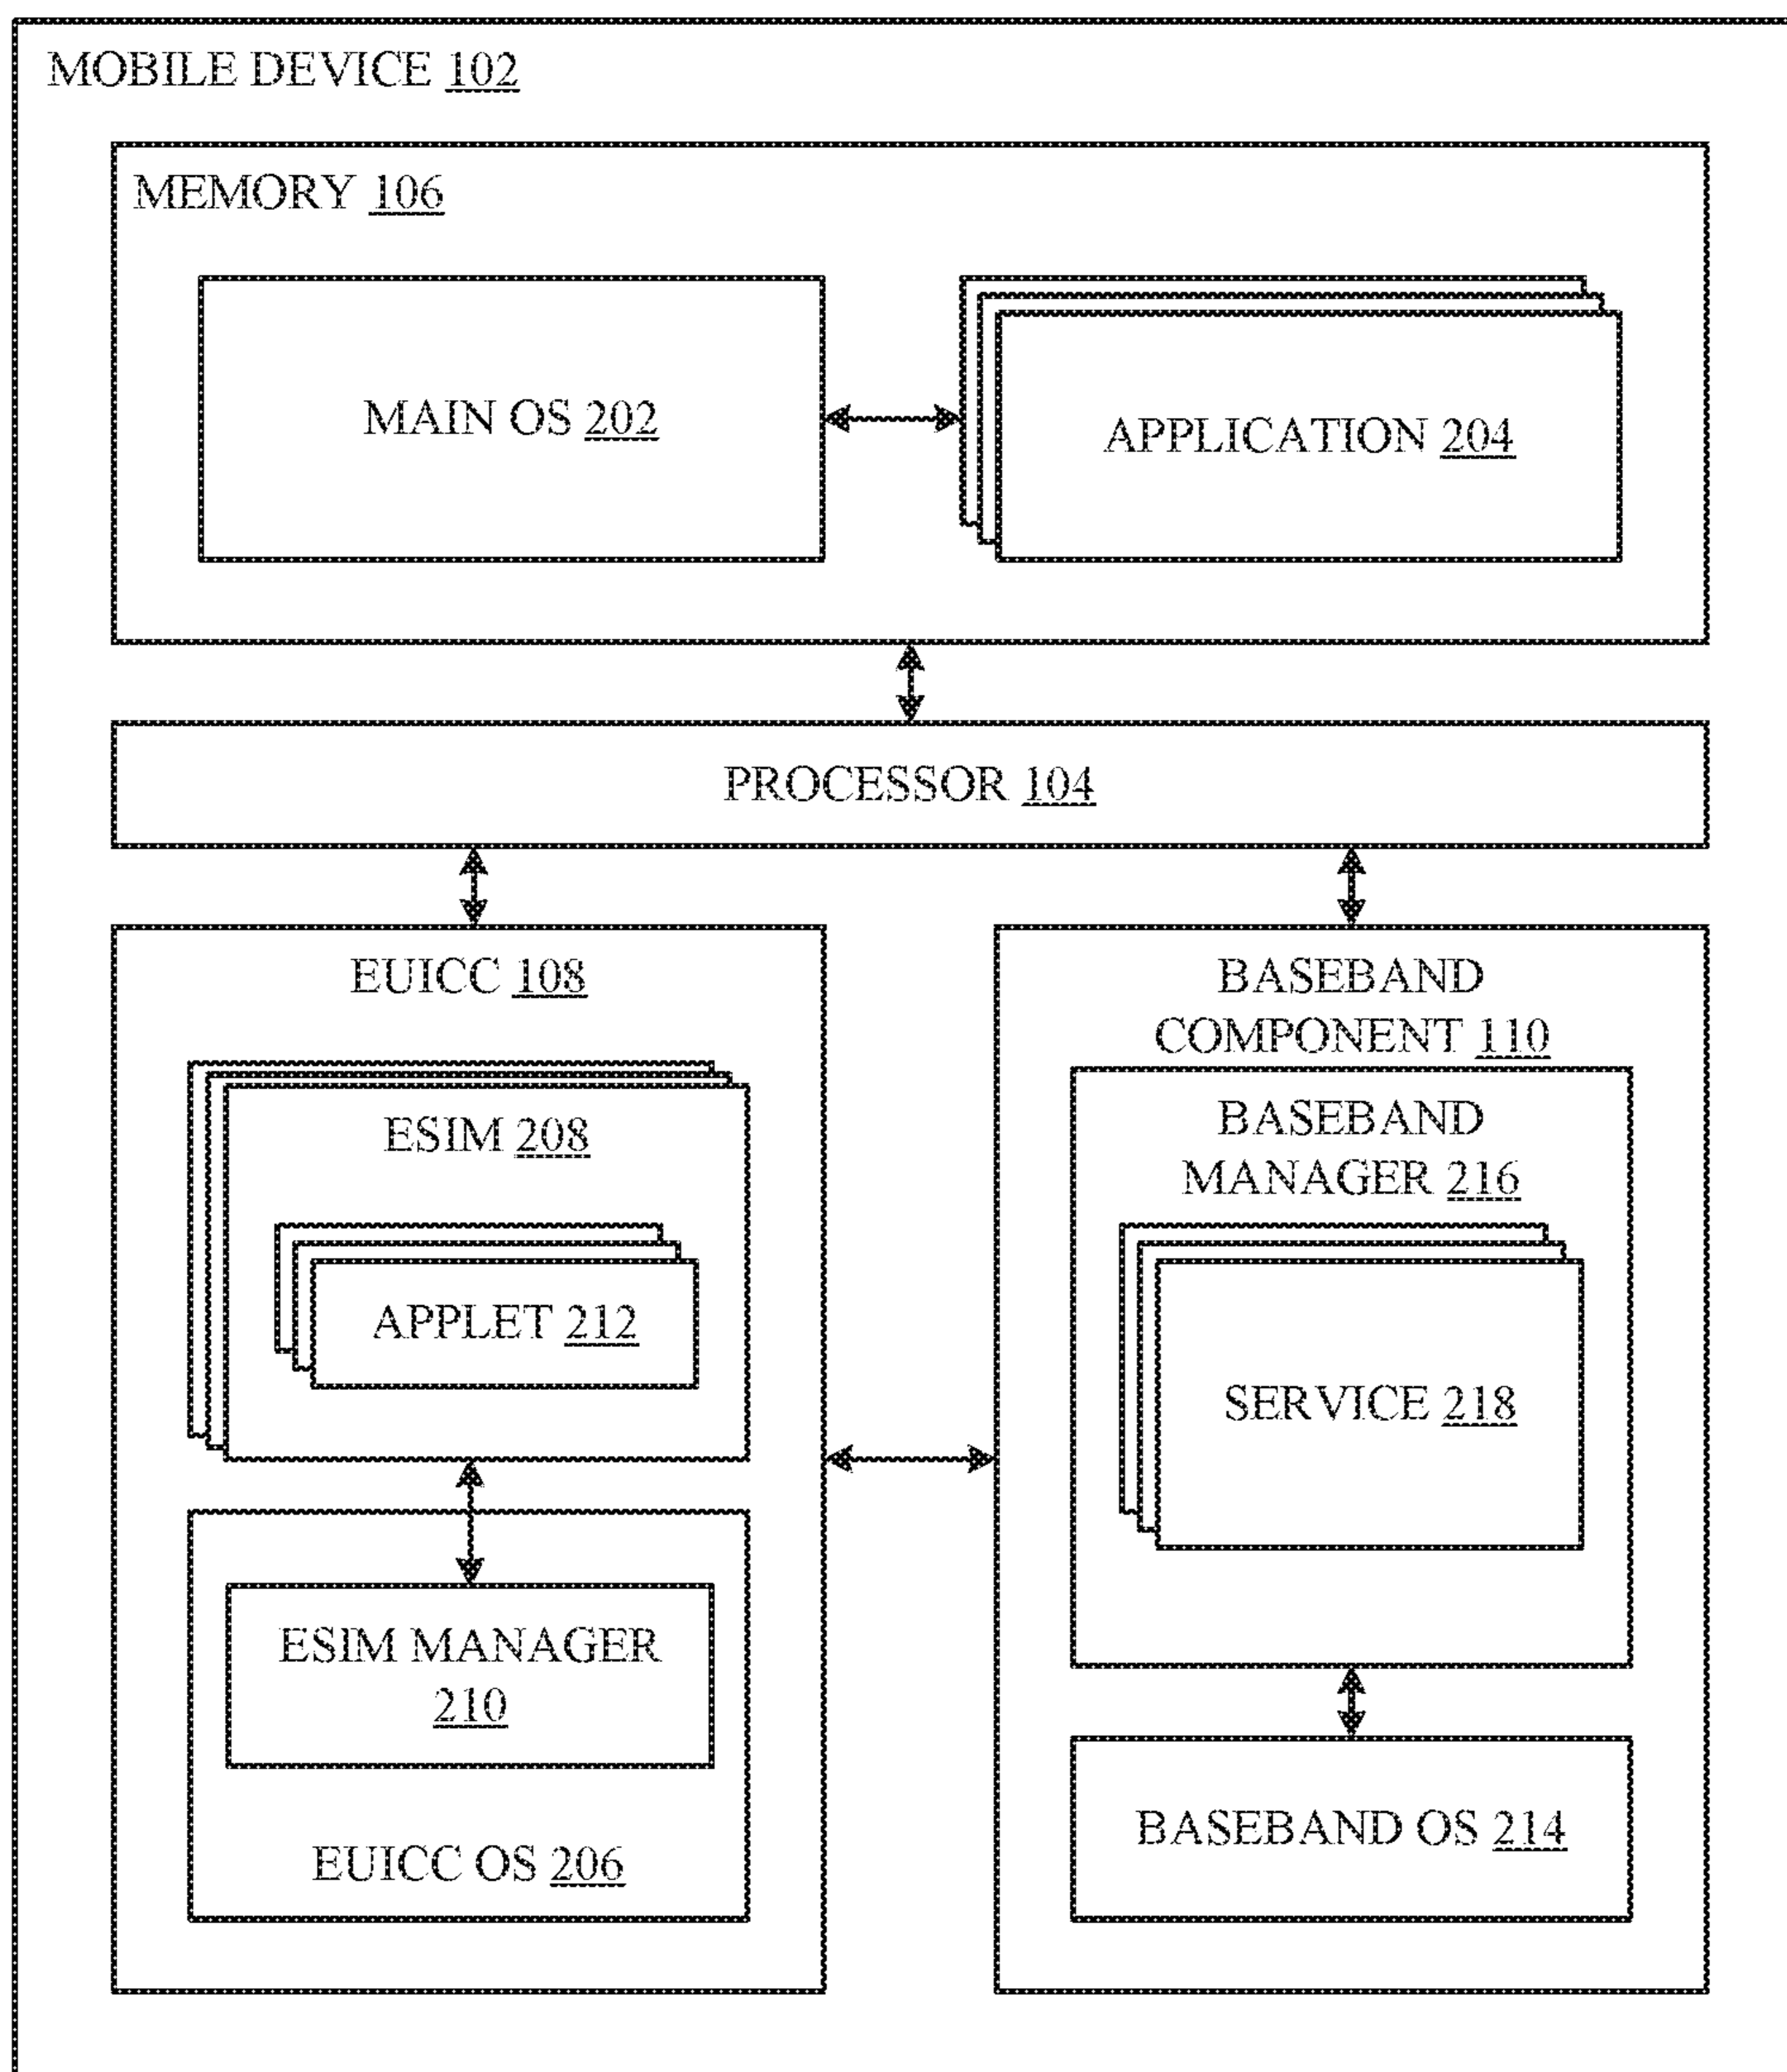 MOBILE DEVICE 102
MEMORY 106
MAIN OS 202
APPLICATION 204
PROCESSOR 104
EUICC 108
ESIM 208
APPLET 212
ESIM MANAGER
210
EUICC OS 206
BASEBAND
COMPONENT 110
BASEBAND
MANAGER 216
SERVICE 218
BASEBAND OS 214